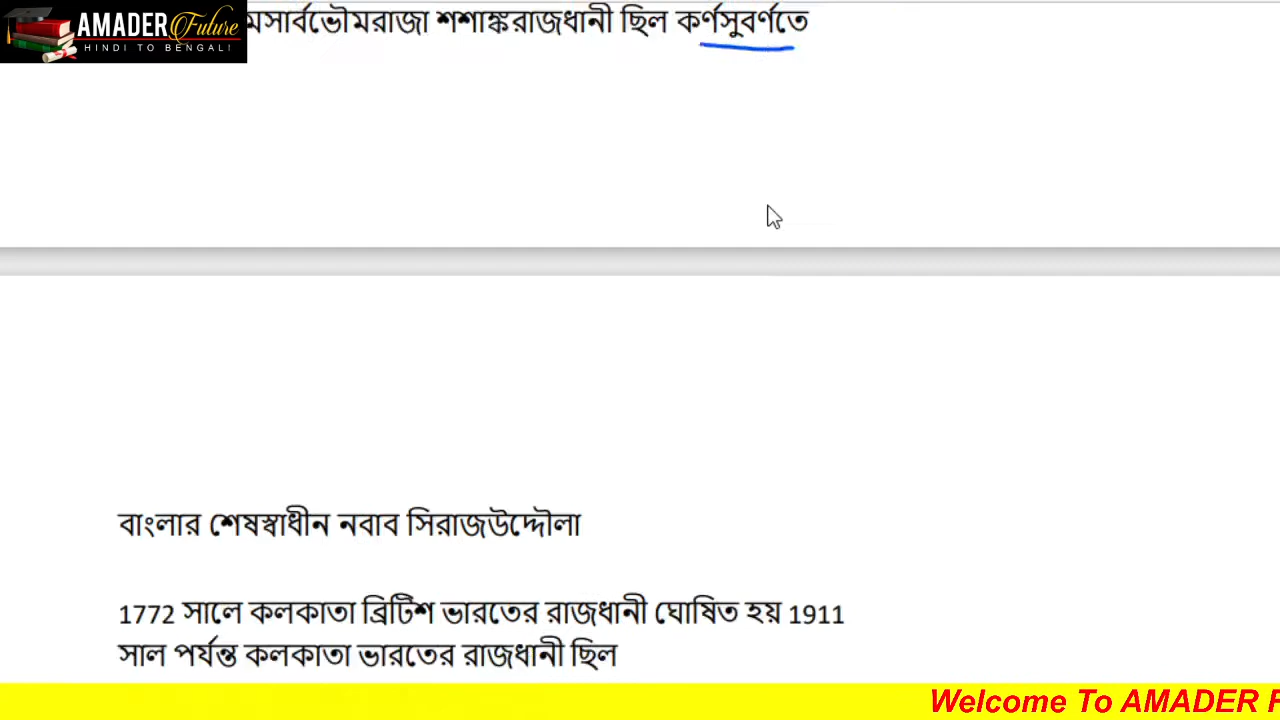 AMADER Future
HINDI TO BENGALI
মসার্বভৌমরাজা শশাঙ্করাজধানী ছিল কর্ণসুবর্ণতে
বাংলার শেষস্বাধীন নবাব সিরাজউদ্দৌলা
1772 সালে কলকাতা ব্রিটিশ ভারতের রাজধানী ঘোষিত হয় 1911
সাল পর্যন্ত কলকাতা ভারতের রাজধানী ছিল
Welcome To AMADER F